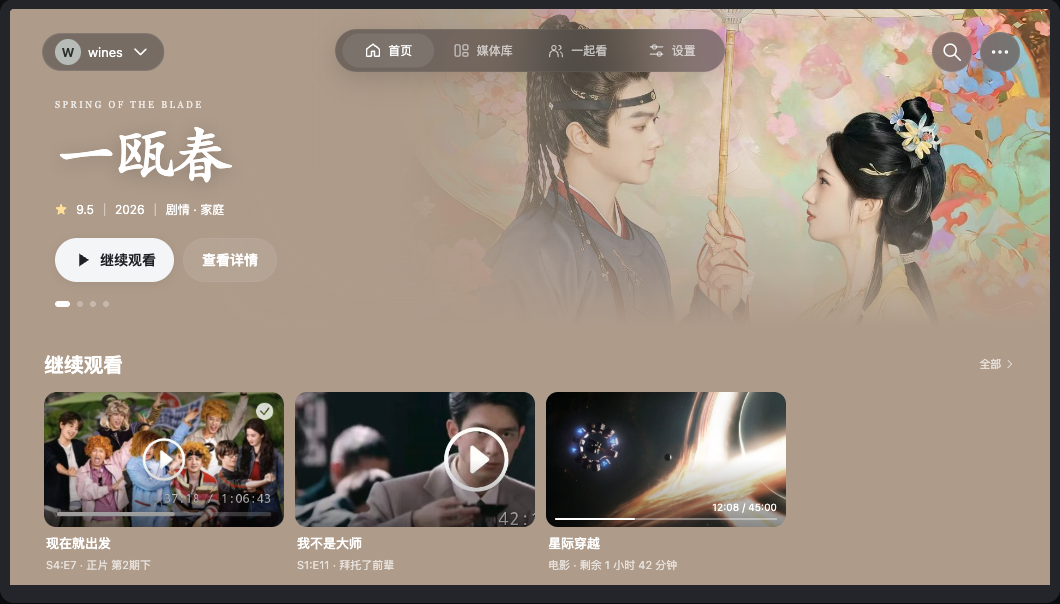 W wines
首页
媒体库
一起看
设置
SPRING OF THE BLADE
一瓯春
9.5 | 2026 | 剧情 · 家庭
继续观看
查看详情
继续观看
全部
37:18 / 1:06:43
42:
12:08 / 45:00
现在就出发
我不是大师
星际穿越
S4:E7 · 正片 第2期下
S1:E11 · 拜托了前辈
电影 · 剩余 1 小时 42 分钟